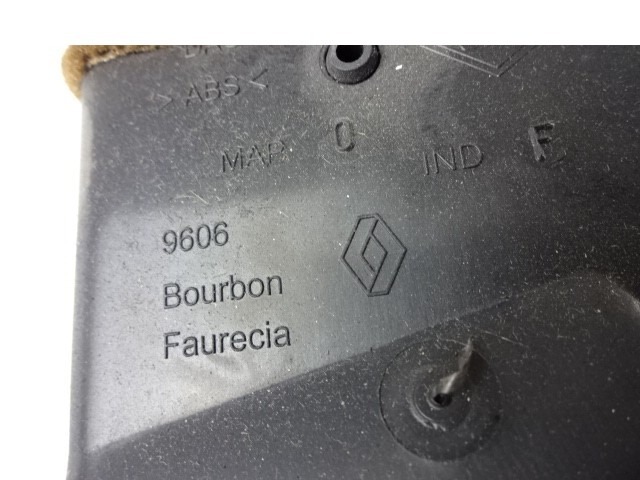 >ABS<
MAP C IND F
9606
Bourbon
Faurecia